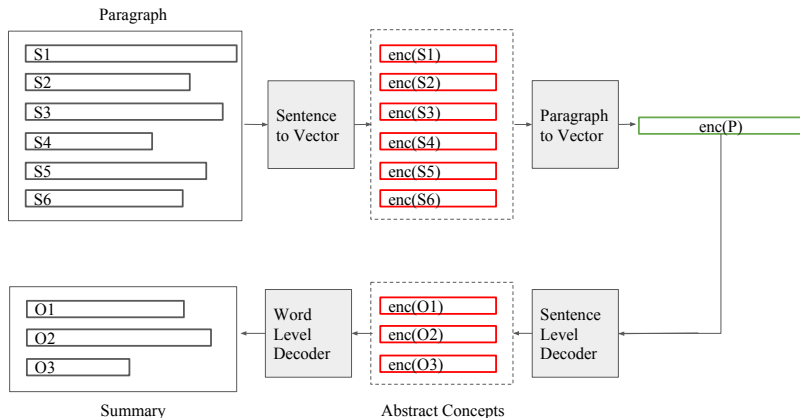 Paragraph
S1
S2
S3
S4
S5
S6
Sentence
to Vector
enc(S1)
enc(S2)
enc(S3)
enc(S4)
enc(S5)
enc(S6)
Paragraph
to Vector
enc(P)
O1
O2
O3
Word
Level
Decoder
enc(O1)
enc(O2)
enc(O3)
Sentence
Level
Decoder
Summary
Abstract Concepts